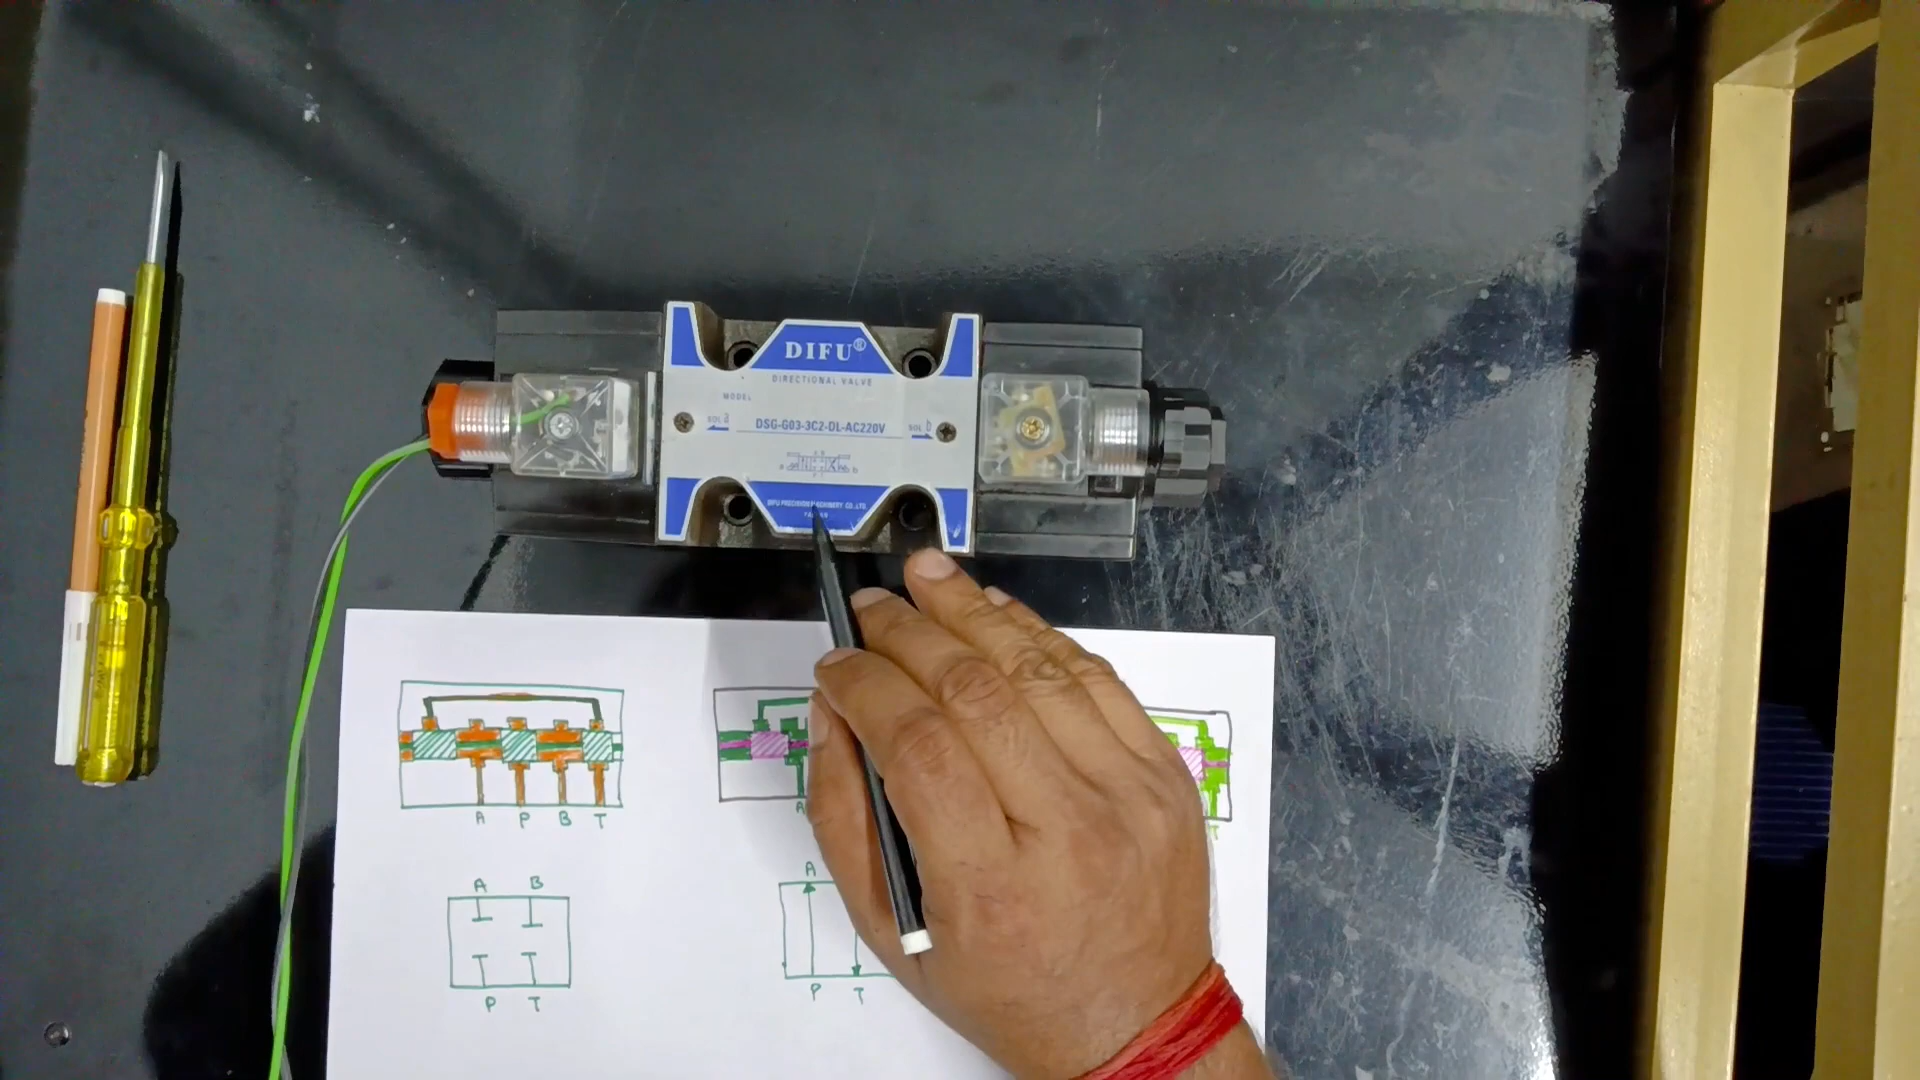 DIFU®
DIRECTIONAL VALVE
MODEL
SOL a
DSG-G03-3C2-DL-AC220V
SOL b
a
b
A P B T
A
T
A B
P T
A
P T